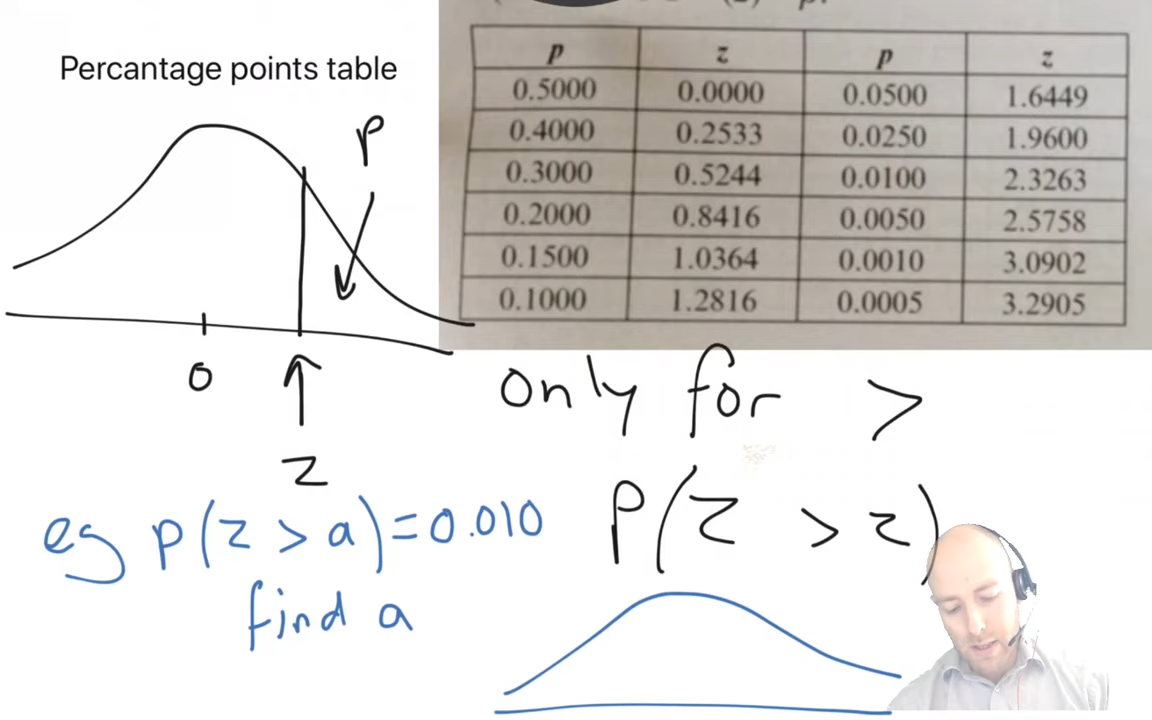 Percantage points table
p z p z
0.5000 0.0000 0.0500 1.6449
0.4000 0.2533 0.0250 1.9600
0.3000 0.5244 0.0100 2.3263
0.2000 0.8416 0.0050 2.5758
0.1500 1.0364 0.0010 3.0902
0.1000 1.2816 0.0005 3.2905
P
0
z
only for >
P(Z > z)
eg P(Z > a) = 0.010
find a